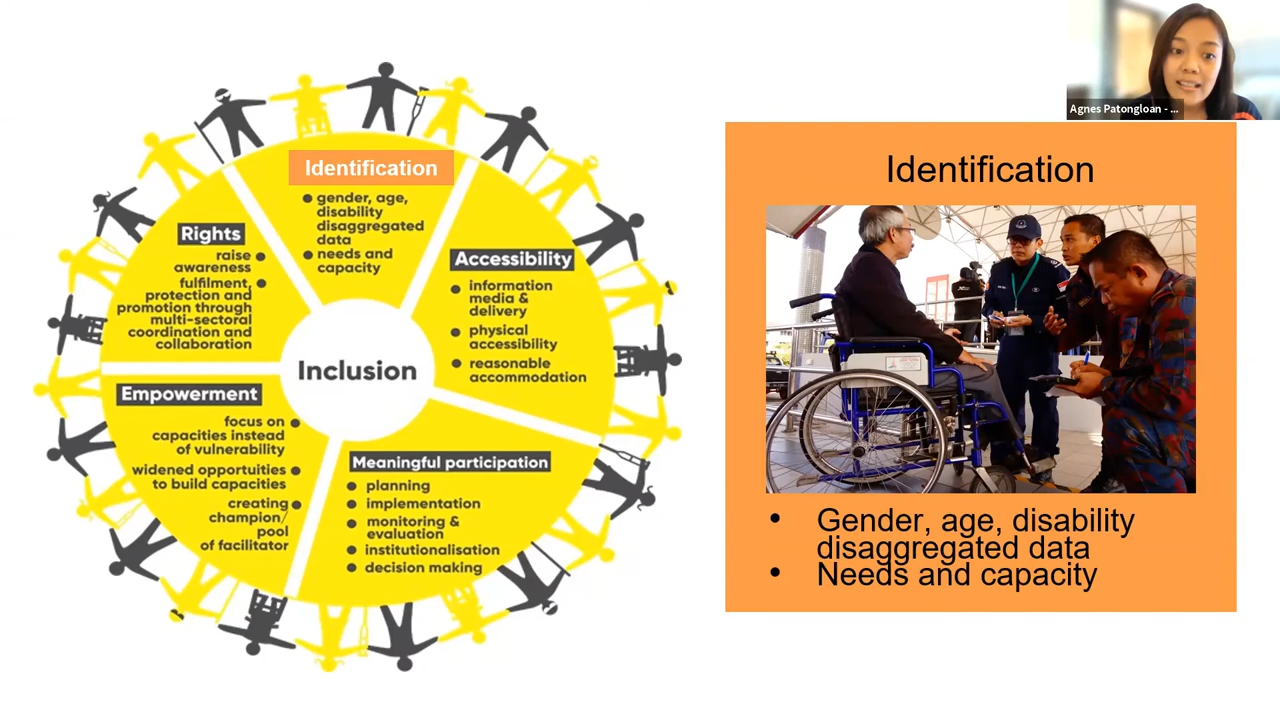 Agnes Patongloan - ...
Identification
gender, age,
disability
disaggregated
data
needs and
capacity
Accessibility
information
media &
delivery
physical
accessibility
reasonable
accommodation
Meaningful participation
planning
implementation
monitoring &
evaluation
institutionalisation
decision making
Empowerment
focus on
capacities instead
of vulnerability
widened opportuities
to build capacities
creating
champion/
pool
of facilitator
Rights
raise
awareness
fulfilment,
protection and
promotion through
multi-sectoral
coordination and
collaboration
Inclusion
Identification
Gender, age, disability
disaggregated data
Needs and capacity